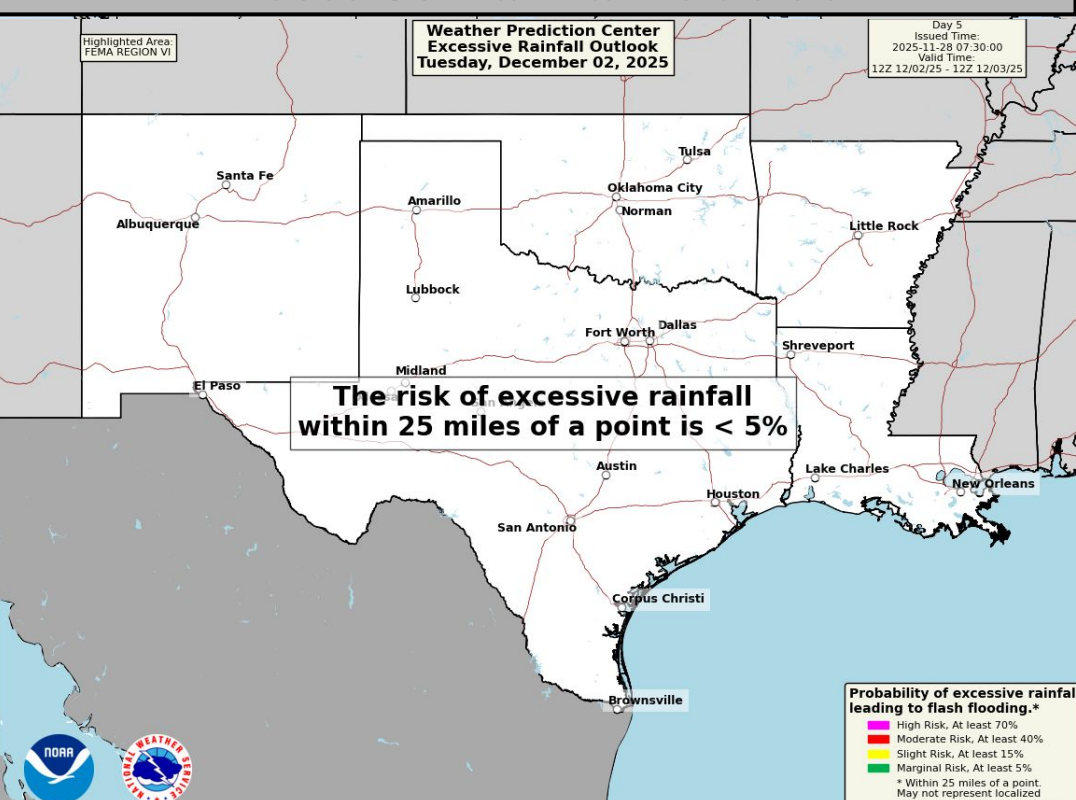 Highlighted Area:
FEMA REGION VI
Weather Prediction Center
Excessive Rainfall Outlook
Tuesday, December 02, 2025
Day 5
Issued Time:
2025-11-28 07:30:00
Valid Time:
12Z 12/02/25 - 12Z 12/03/25
Tulsa
Santa Fe
Oklahoma City
Amarillo
Norman
Albuquerque
Little Rock
Lubbock
Dallas
Fort Worth
Shreveport
Midland
El Paso
The risk of excessive rainfall
within 25 miles of a point is < 5%
Austin
Lake Charles
New Orleans
Houston
San Antonio
Corpus Christi
Brownsville
Probability of excessive rainfal
leading to flash flooding.*
High Risk, At least 70%
Moderate Risk, At least 40%
Slight Risk, At least 15%
Marginal Risk, At least 5%
* Within 25 miles of a point.
May not represent localized
NOAA
NATIONAL WEATHER SERVICE